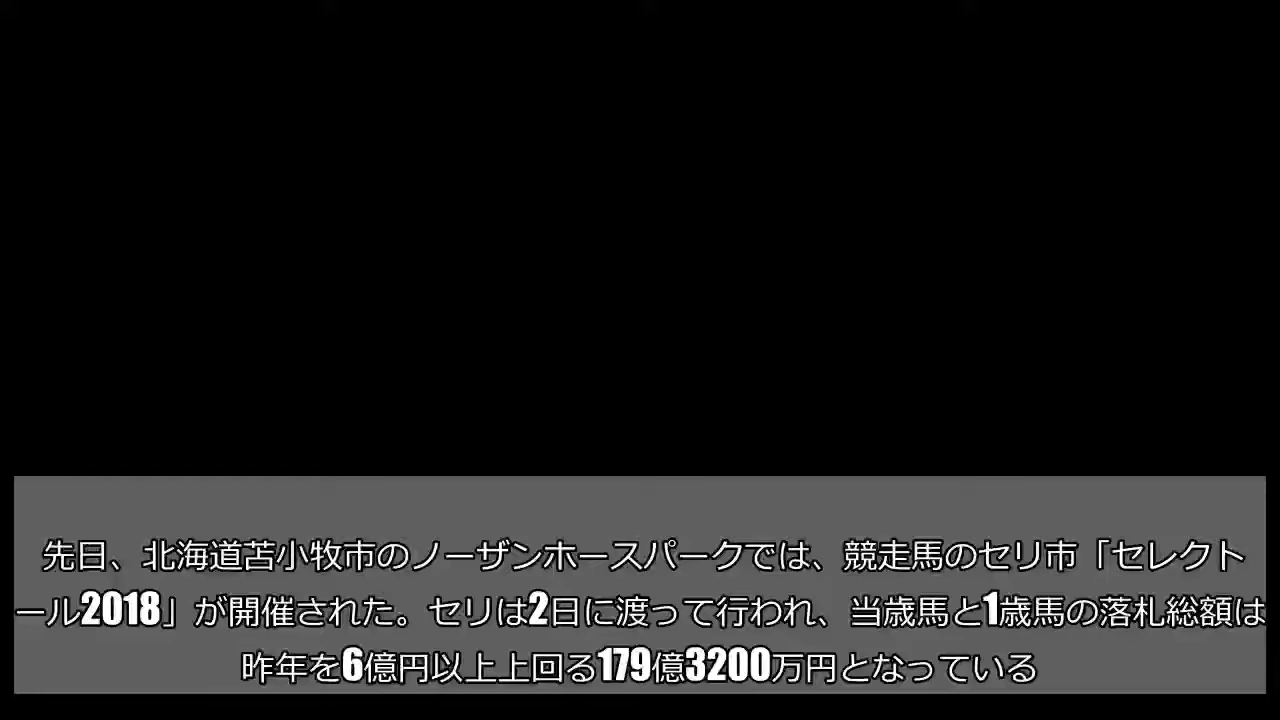 先日、北海道苫小牧市のノーザンホースパークでは、競走馬のセリ市「セレクト
ール2018」が開催された。セリは2日に渡って行われ、当歳馬と1歳馬の落札総額は
昨年を6億円以上上回る179億3200万円となっている